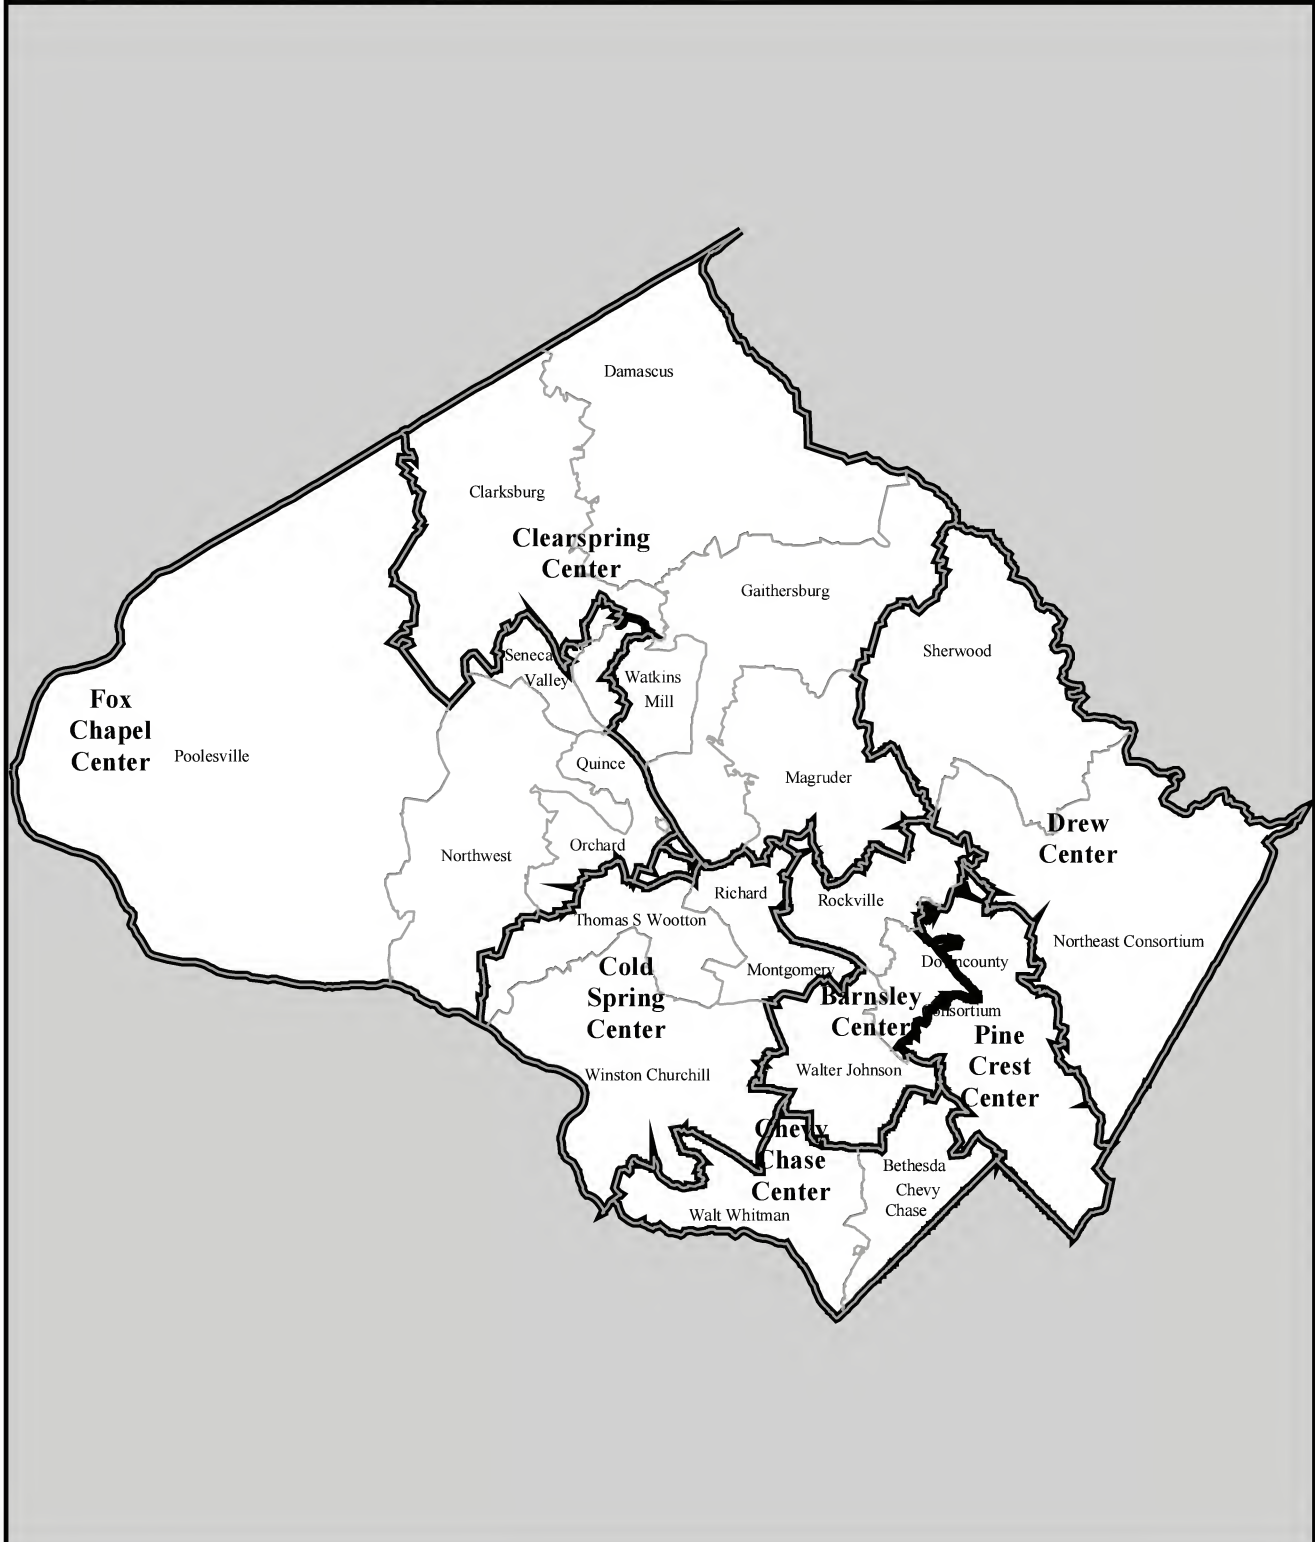 Damascus
Clarksburg
Clearspring
Center
Gaithersburg
Sherwood
Seneca
Valley
Watkins
Mill
Fox
Chapel
Center
Poolesville
Quince
Orchard
Magruder
Drew
Center
Northwest
Richard
Montgomery
Rockville
Thomas S Wootton
Northeast Consortium
Downcounty
Consortium
Cold
Spring
Center
Barnsley
Center
Pine
Crest
Center
Winston Churchill
Walter Johnson
Chevy
Chase
Center
Bethesda
Chevy
Chase
Walt Whitman